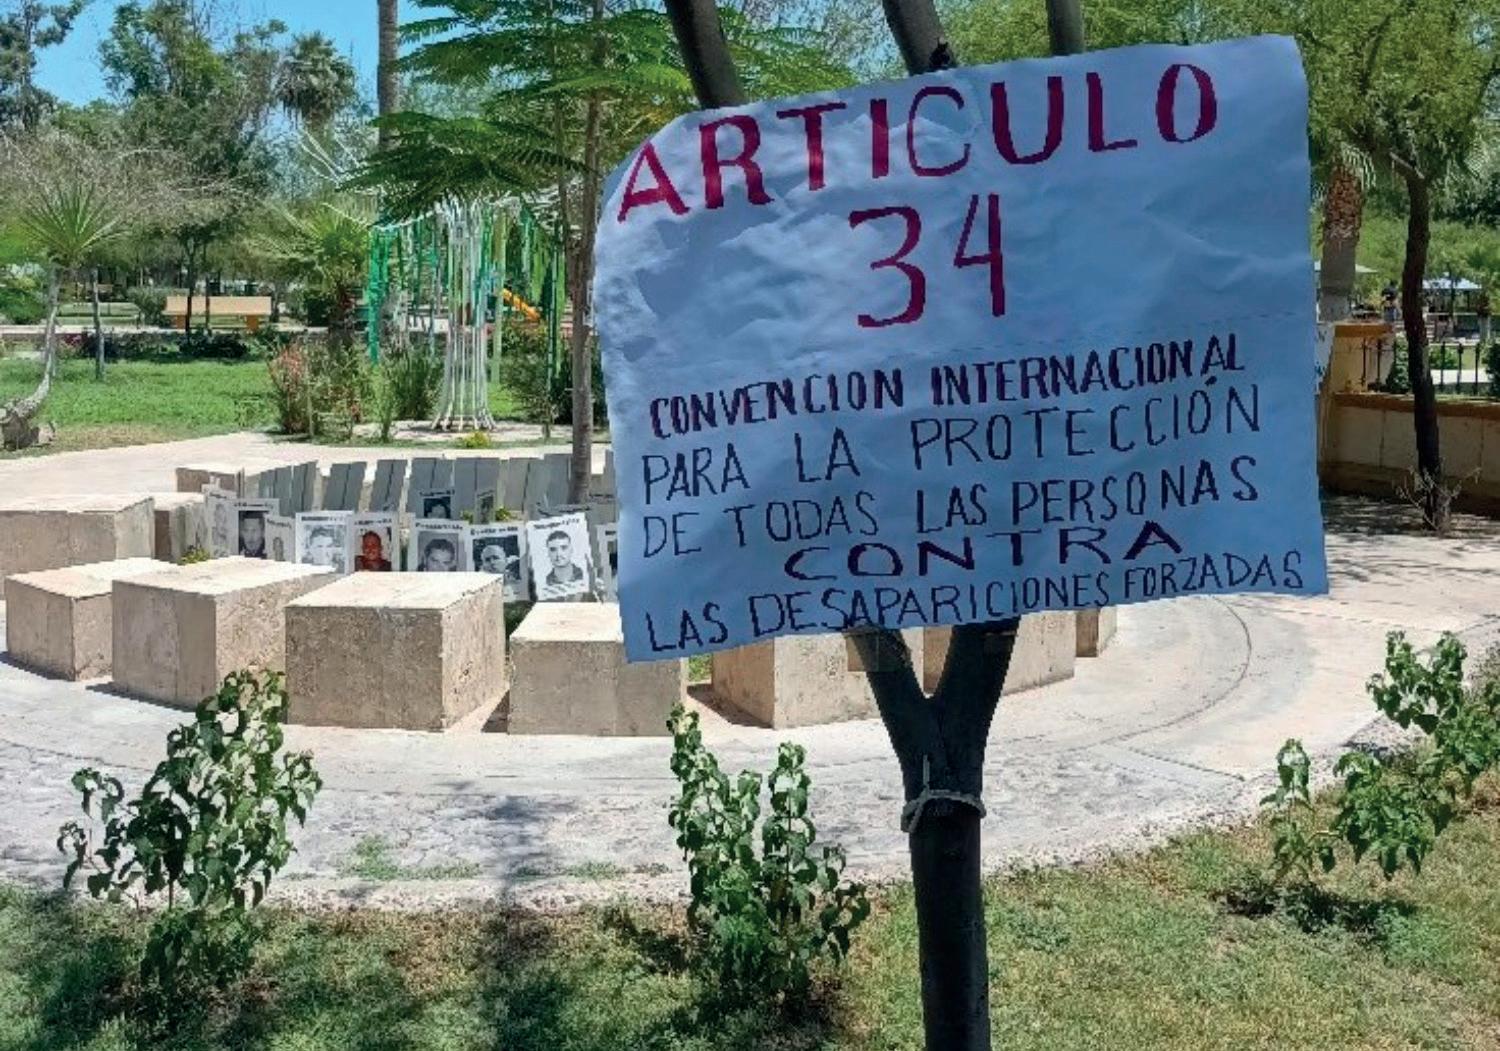 ARTICULO
34
CONVENCION INTERNACIONAL
PARA LA PROTECCIÓN
DE TODAS LAS PERSONAS
CONTRA
LAS DESAPARICIONES FORZADAS